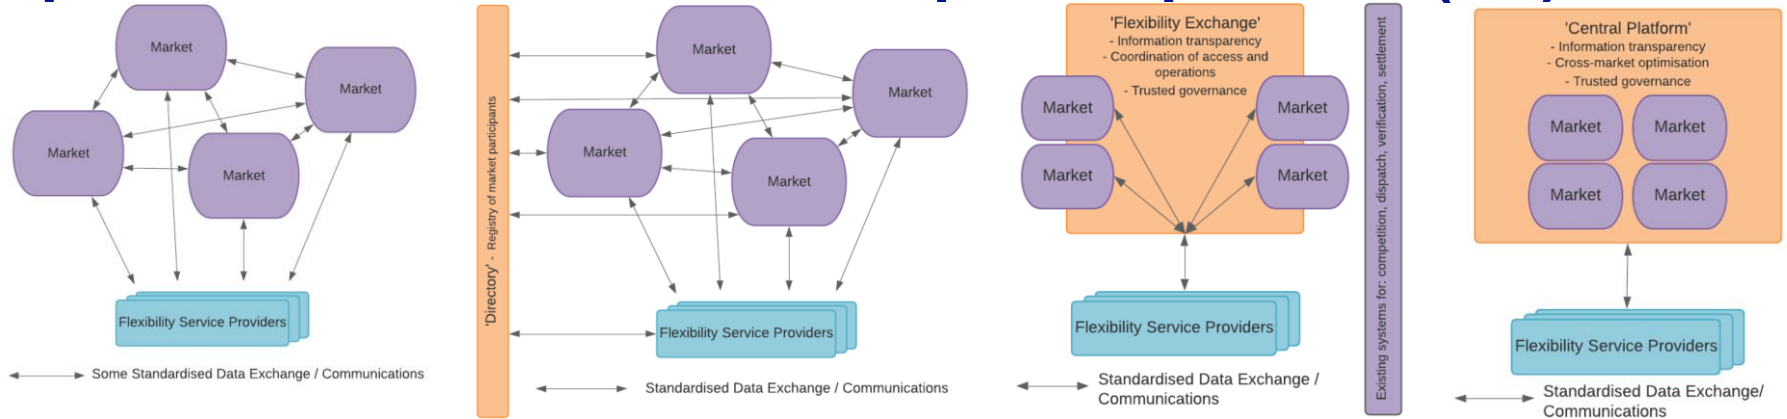 Market
Market
Market
Market
Flexibility Service Providers
Some Standardised Data Exchange / Communications
'Directory' - Registry of market participants
Market
Market
Market
Market
Flexibility Service Providers
Standardised Data Exchange / Communications
'Flexibility Exchange'
- Information transparency
- Coordination of access and
operations
- Trusted governance
Market
Market
Market
Market
Flexibility Service Providers
Standardised Data Exchange /
Communications
Existing systems for: competition, dispatch, verification, settlement
'Central Platform'
- Information transparency
- Cross-market optimisation
- Trusted governance
Market
Market
Market
Market
Flexibility Service Providers
Standardised Data Exchange/
Communications